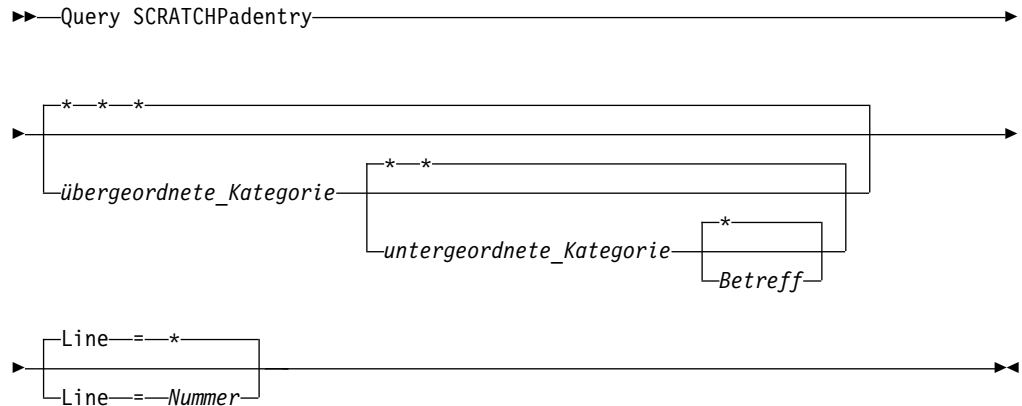 Query SCRATCHPadentry
* * *
übergeordnete_Kategorie
* *
untergeordnete_Kategorie
*
Betreff
Line = *
Line = Nummer